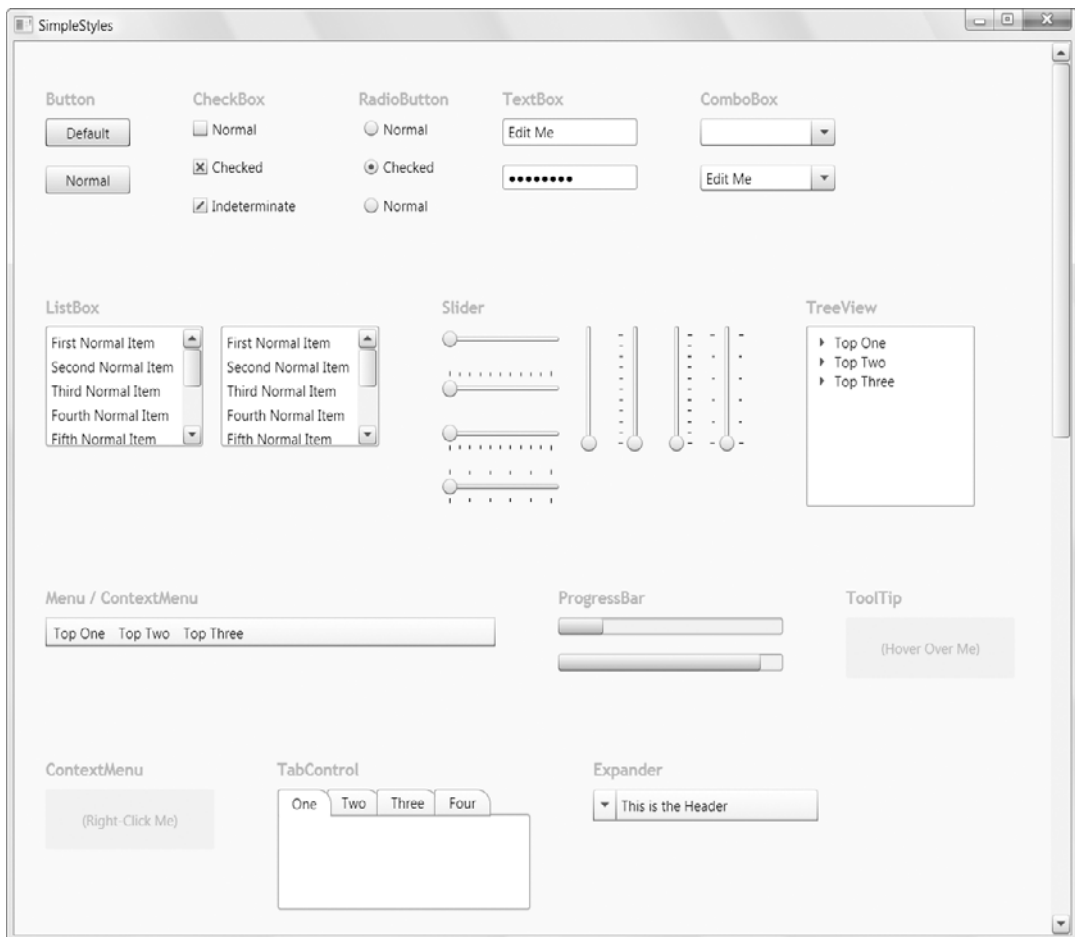 SimpleStyles
Button
CheckBox
RadioButton
TextBox
ComboBox
Default
Normal
Normal
Edit Me
Normal
Checked
Checked
••••••••
Edit Me
Indeterminate
Normal
ListBox
Slider
TreeView
First Normal Item
Second Normal Item
Third Normal Item
Fourth Normal Item
Fifth Normal Item
First Normal Item
Second Normal Item
Third Normal Item
Fourth Normal Item
Fifth Normal Item
Top One
Top Two
Top Three
Menu / ContextMenu
ProgressBar
ToolTip
Top One Top Two Top Three
(Hover Over Me)
ContextMenu
TabControl
Expander
(Right-Click Me)
One Two Three Four
This is the Header